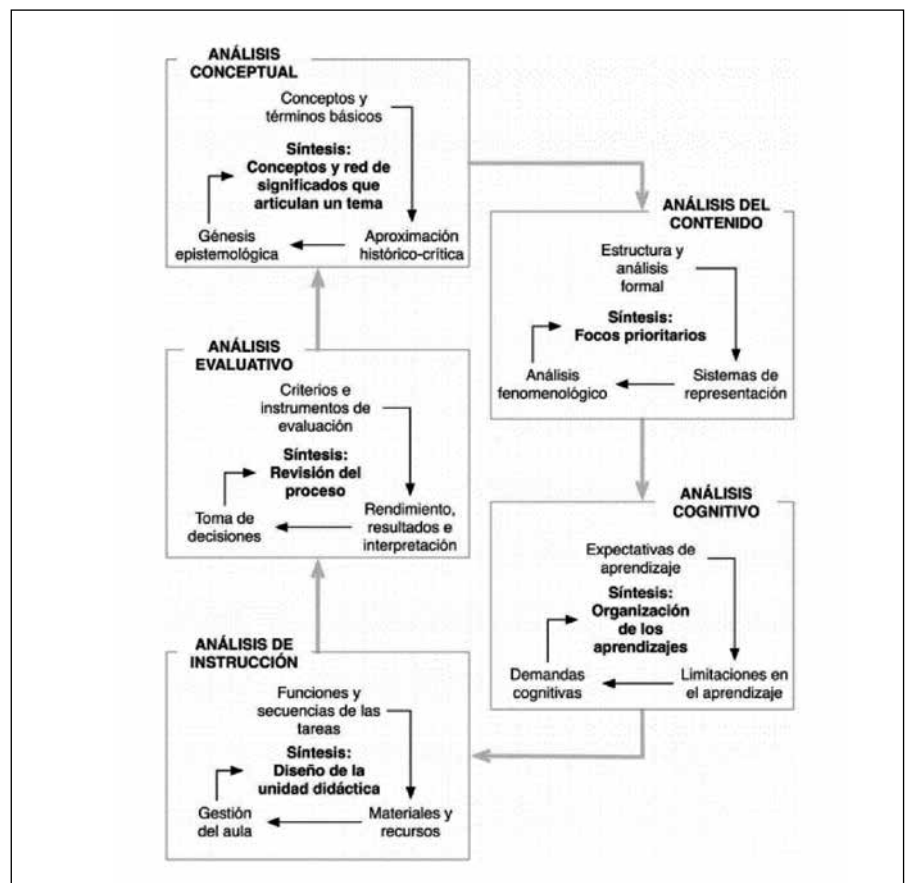 ANÁLISIS
CONCEPTUAL
Conceptos y
términos básicos
Síntesis:
Conceptos y red de
significados que
articulan un tema
Génesis
epistemológica
Aproximación
histórico-crítica
ANÁLISIS DEL
CONTENIDO
Estructura y
análisis
formal
Síntesis:
Focos prioritarios
Análisis
fenomenológico
Sistemas de
representación
ANÁLISIS
COGNITIVO
Expectativas de
aprendizaje
Síntesis:
Organización
de los
aprendizajes
Demandas
cognitivas
Limitaciones en
el aprendizaje
ANÁLISIS DE
INSTRUCCIÓN
Funciones y
secuencias de las
tareas
Síntesis:
Diseño de la
unidad didáctica
Gestión
del aula
Materiales y
recursos
ANÁLISIS
EVALUATIVO
Criterios e
instrumentos de
evaluación
Síntesis:
Revisión del
proceso
Toma de
decisiones
Rendimiento,
resultados e
interpretación